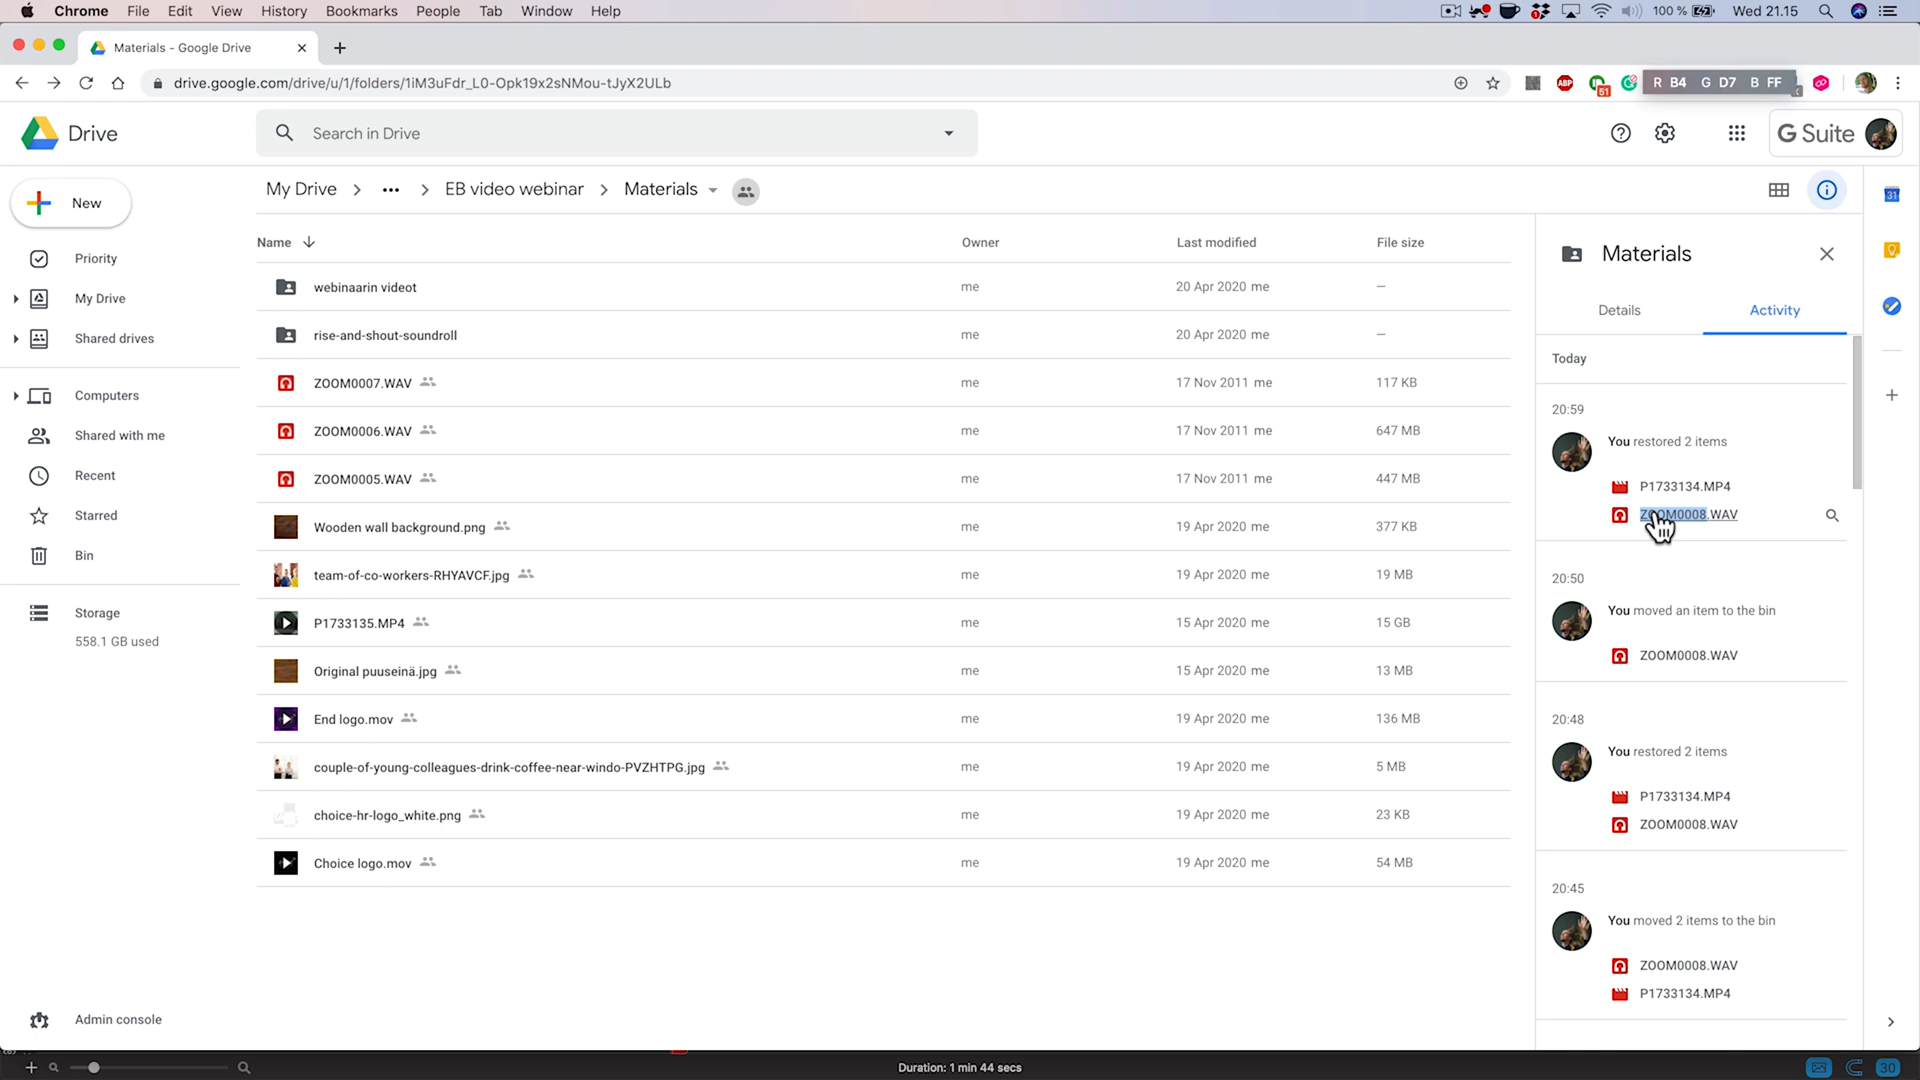 Chrome File Edit View History Bookmarks People Tab Window Help
100 % Wed 21.15
Materials - Google Drive
drive.google.com/drive/u/1/folders/1iM3uFdr_L0-Opk19x2sNMou-tJyX2ULb
ABP 51 R B4 G D7 B FF
Drive
Search in Drive
G Suite
New
My Drive ••• EB video webinar Materials
31
Priority
My Drive
Shared drives
Computers
Shared with me
Recent
Starred
Bin
Storage
558.1 GB used
Admin console
Name Owner Last modified File size
webinaarin videot me 20 Apr 2020 me –
rise-and-shout-soundroll me 20 Apr 2020 me –
ZOOM0007.WAV me 17 Nov 2011 me 117 KB
ZOOM0006.WAV me 17 Nov 2011 me 647 MB
ZOOM0005.WAV me 17 Nov 2011 me 447 MB
Wooden wall background.png me 19 Apr 2020 me 377 KB
team-of-co-workers-RHYAVCF.jpg me 19 Apr 2020 me 19 MB
P1733135.MP4 me 15 Apr 2020 me 15 GB
Original puuseinä.jpg me 15 Apr 2020 me 13 MB
End logo.mov me 19 Apr 2020 me 136 MB
couple-of-young-colleagues-drink-coffee-near-windo-PVZHTPG.jpg me 19 Apr 2020 me 5 MB
choice-hr-logo_white.png me 19 Apr 2020 me 23 KB
Choice logo.mov me 19 Apr 2020 me 54 MB
Materials
Details Activity
Today
20:59
You restored 2 items
P1733134.MP4
ZOOM0008.WAV
20:50
You moved an item to the bin
ZOOM0008.WAV
20:48
You restored 2 items
P1733134.MP4
ZOOM0008.WAV
20:45
You moved 2 items to the bin
ZOOM0008.WAV
P1733134.MP4
Duration: 1 min 44 secs
30